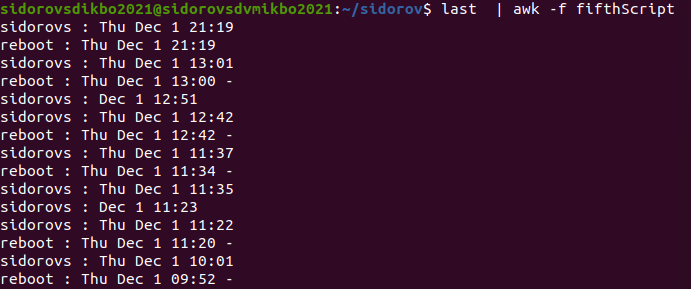 sidorovsdikbo2021@sidorovsdvmikbo2021:~/sidorov$ last  | awk -f fifthScript
sidorovs : Thu Dec 1 21:19
reboot : Thu Dec 1 21:19
sidorovs : Thu Dec 1 13:01
reboot : Thu Dec 1 13:00 -
sidorovs : Dec 1 12:51
sidorovs : Thu Dec 1 12:42
reboot : Thu Dec 1 12:42 -
sidorovs : Thu Dec 1 11:37
reboot : Thu Dec 1 11:34 -
sidorovs : Thu Dec 1 11:35
sidorovs : Dec 1 11:23
sidorovs : Thu Dec 1 11:22
reboot : Thu Dec 1 11:20 -
sidorovs : Thu Dec 1 10:01
reboot : Thu Dec 1 09:52 -